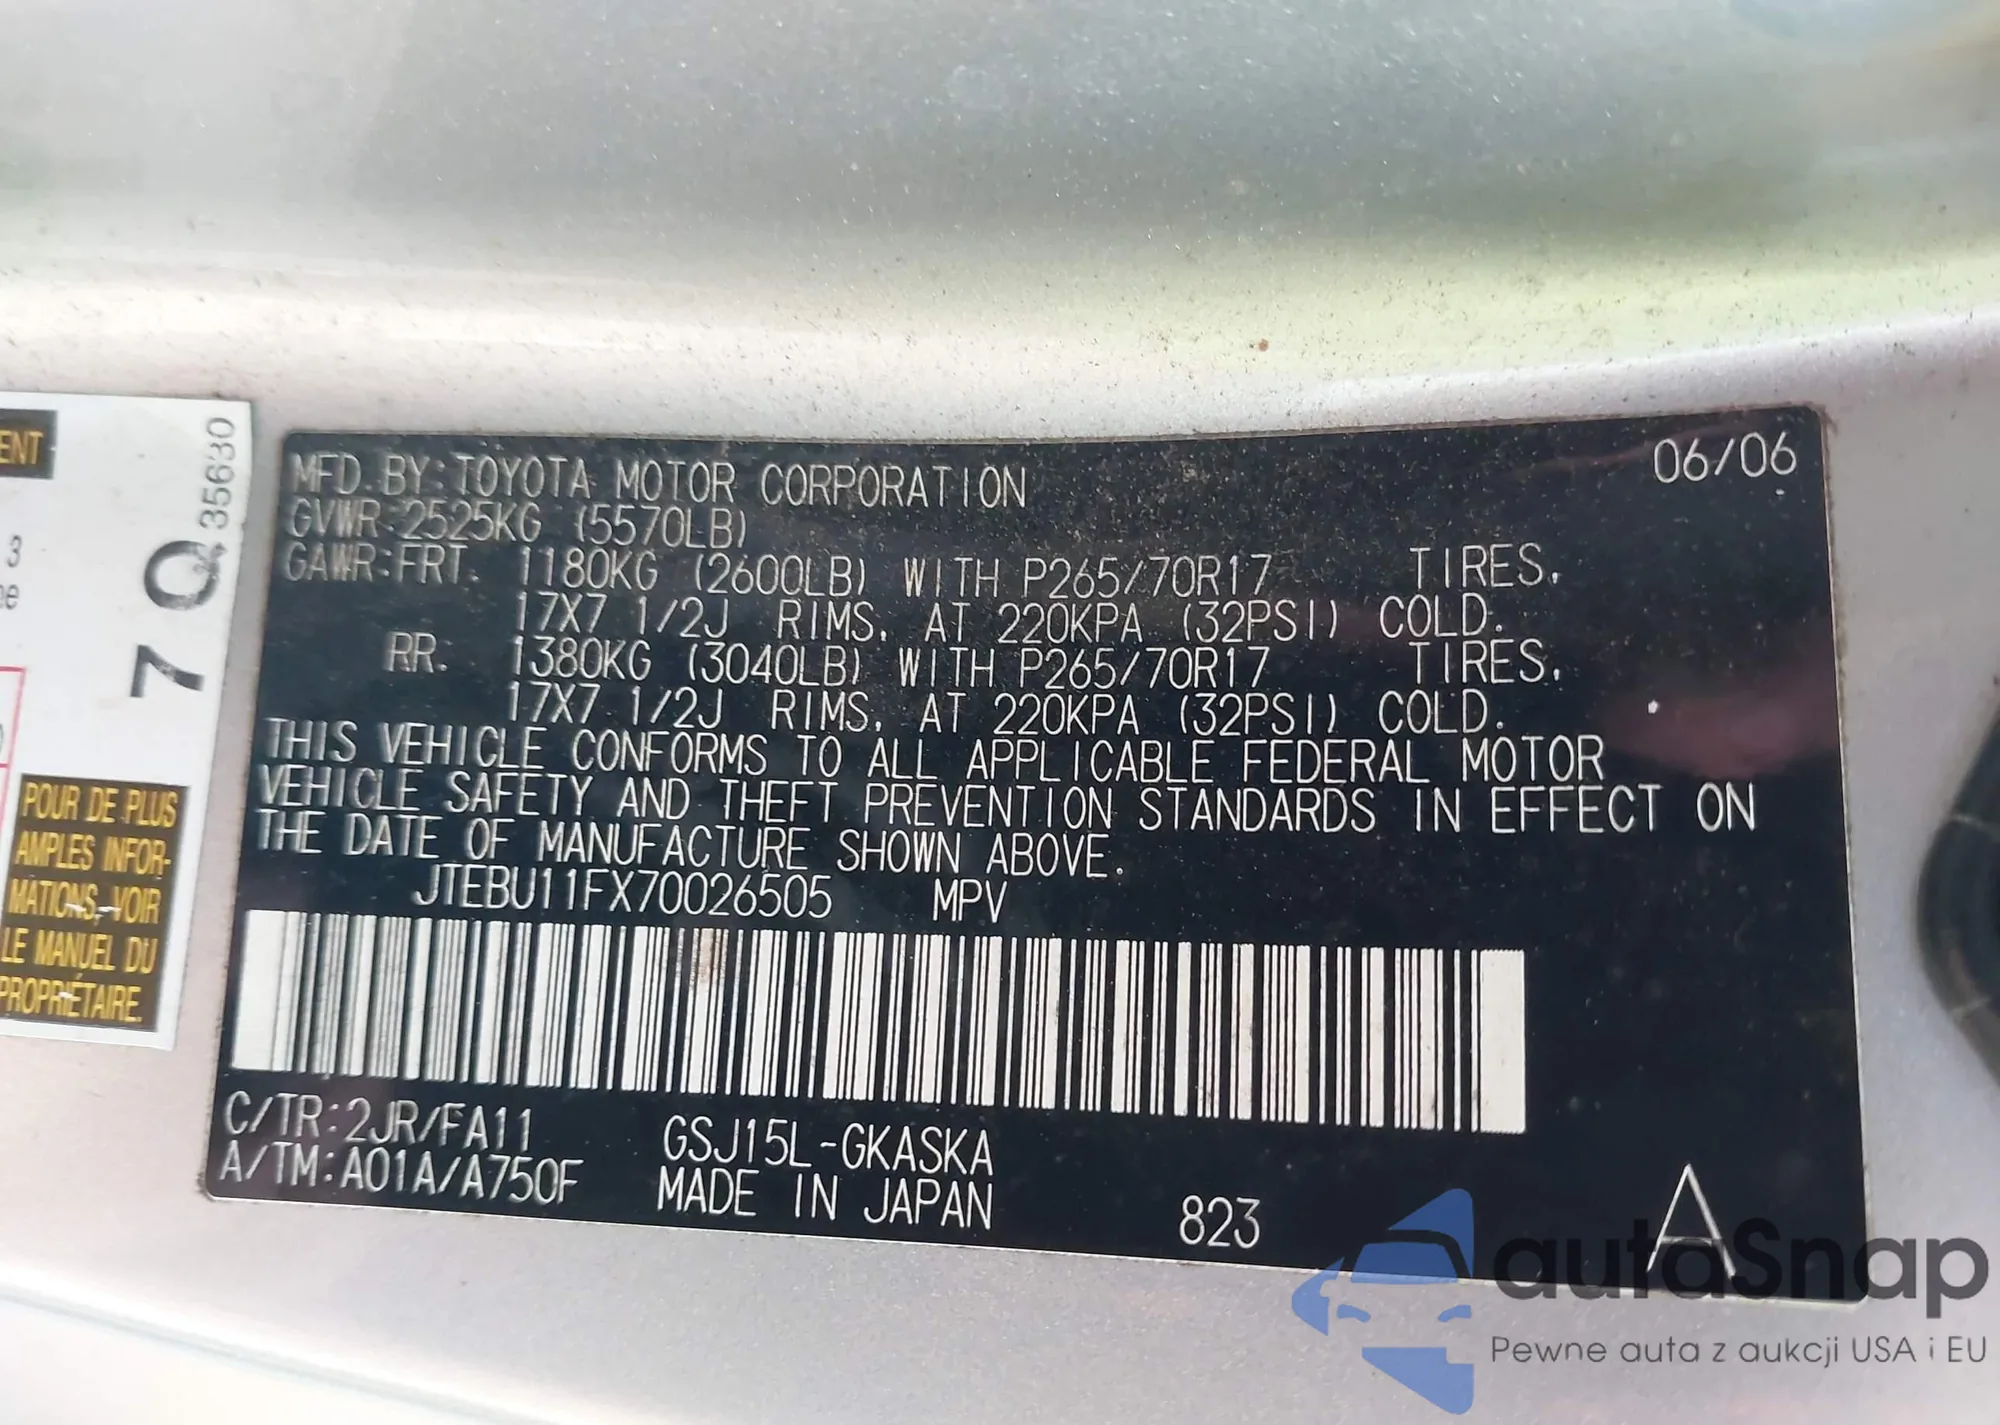 MFD. BY: TOYOTA MOTOR CORPORATION 06/06
GVWR: 2525KG (5570LB)
GAWR: FRT. 1180KG (2600LB) WITH P265/70R17 TIRES,
17X7 1/2J RIMS, AT 220KPA (32PSI) COLD.
RR. 1380KG (3040LB) WITH P265/70R17 TIRES,
17X7 1/2J RIMS, AT 220KPA (32PSI) COLD.
THIS VEHICLE CONFORMS TO ALL APPLICABLE FEDERAL MOTOR
VEHICLE SAFETY AND THEFT PREVENTION STANDARDS IN EFFECT ON
THE DATE OF MANUFACTURE SHOWN ABOVE.
JTEBU11FX70026505 MPV
C/TR: 2JR/FA11
A/TM: A01A/A750F
GSJ15L-GKASKA
MADE IN JAPAN
823
A
ENT
3
35630
7
POUR DE PLUS
AMPLES INFOR-
MATIONS, VOIR
LE MANUEL DU
PROPRIÉTAIRE.
autoSnap
Pewne auta z aukcji USA i EU